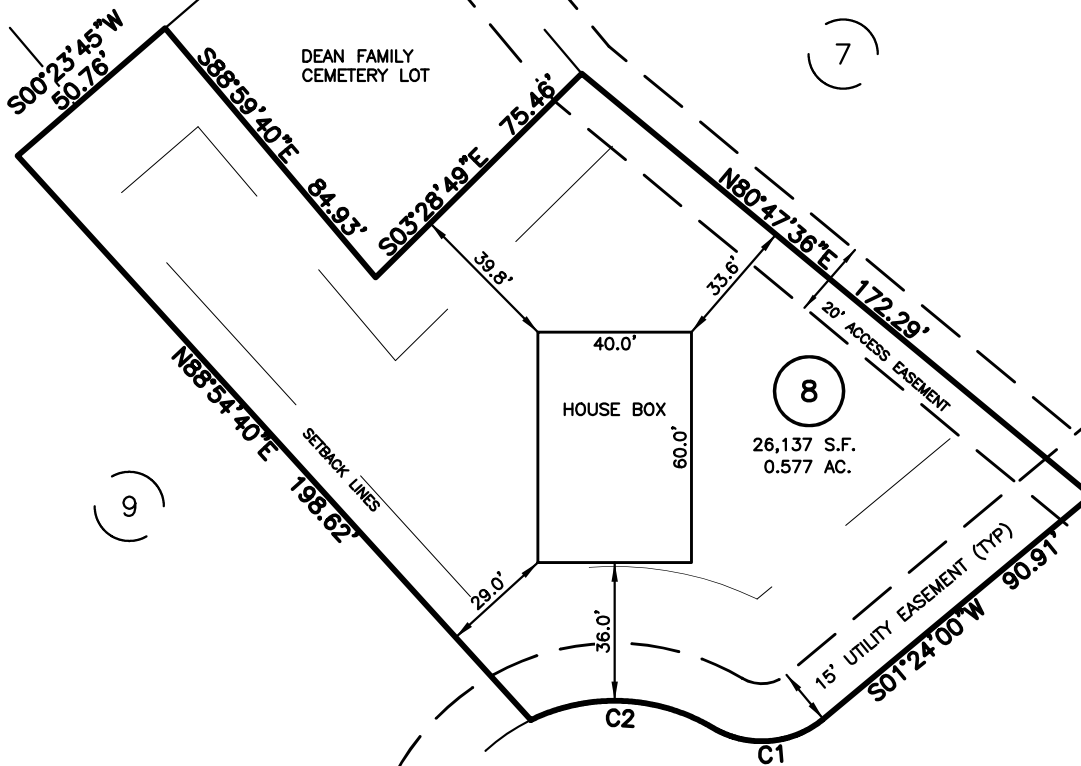 S00°23'45"W
50.76'
S88°59'40"E
84.93'
DEAN FAMILY
CEMETERY LOT
75.46'
S03°28'49"E
7
N80°47'36"E
172.29'
39.8'
33.6'
20' ACCESS EASEMENT
40.0'
HOUSE BOX
60.0'
8
26,137 S.F.
0.577 AC.
N88°54'40"E
198.62'
SETBACK LINES
9
29.0'
36.0'
15' UTILITY EASEMENT (TYP)
S01°24'00"W
90.91'
C2
C1